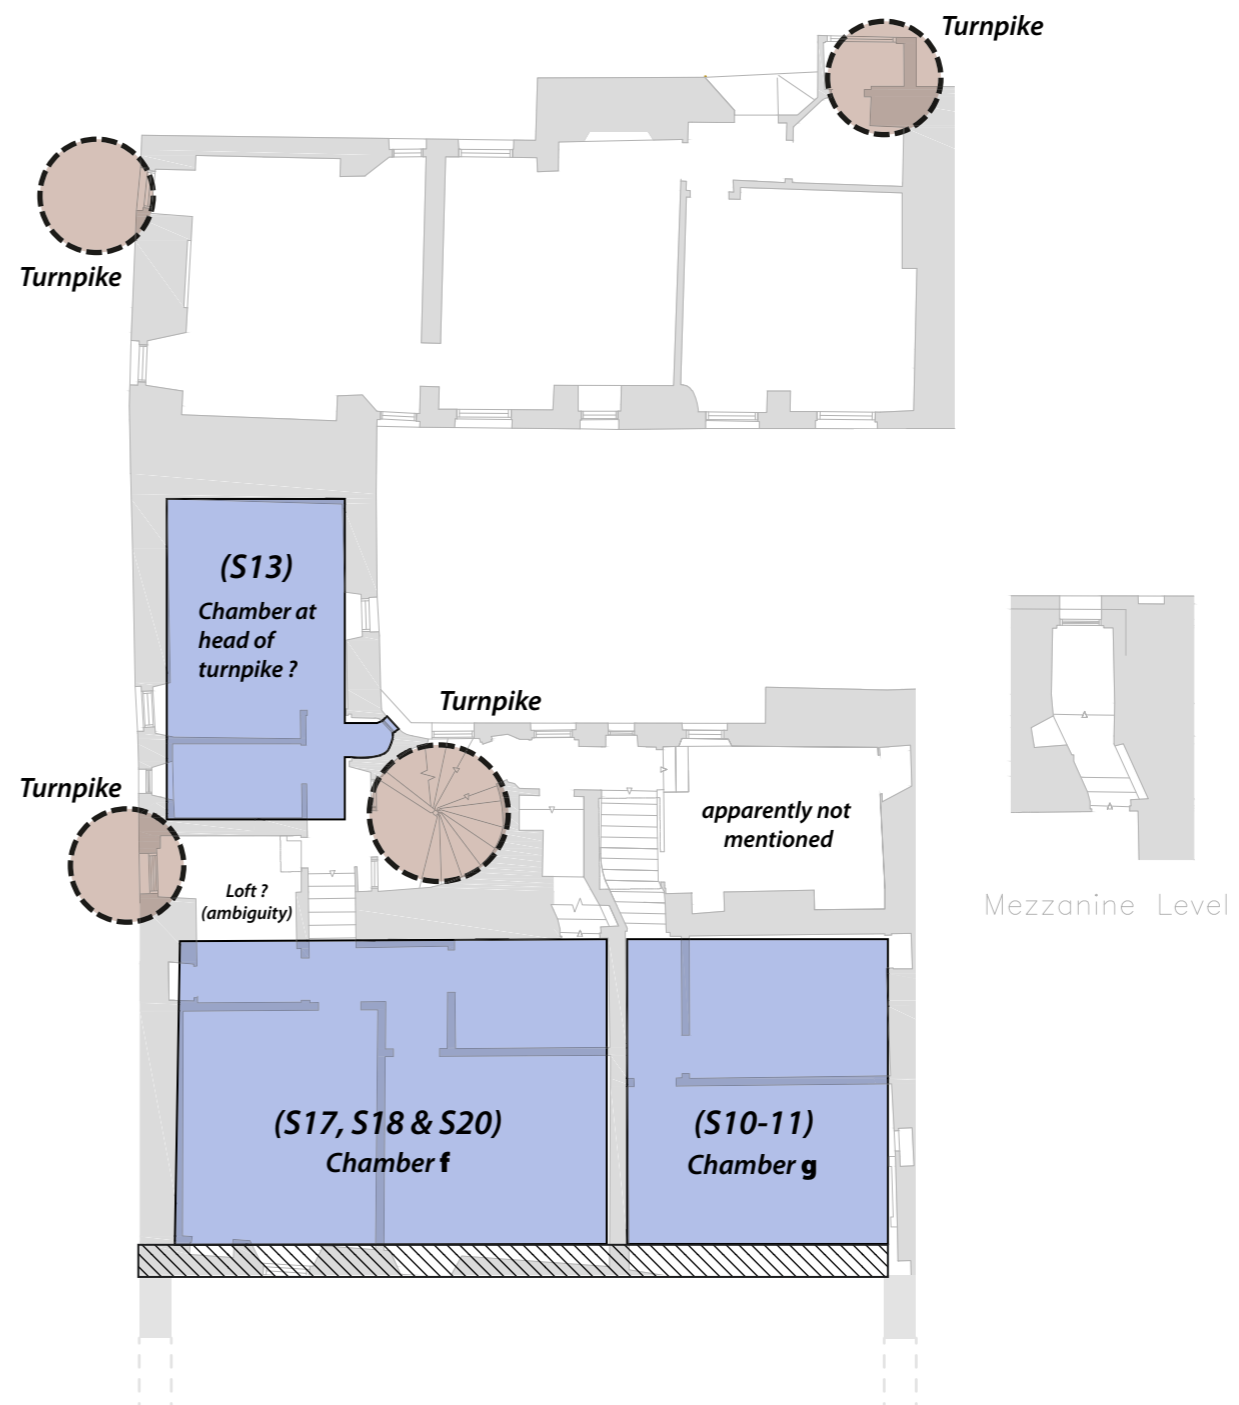 Turnpike
Turnpike
(S13)
Chamber at
head of
turnpike ?
Turnpike
Turnpike
apparently not
mentioned
Loft ?
(ambiguity)
Mezzanine Level
(S17, S18 & S20)
Chamber f
(S10-11)
Chamber g